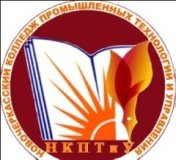 НОВОЧЕРКАССКИЙ КОЛЛЕДЖ ПРОМЫШЛЕННЫХ ТЕХНОЛОГИЙ И УПРАВЛЕНИЯ
НКПТиУ